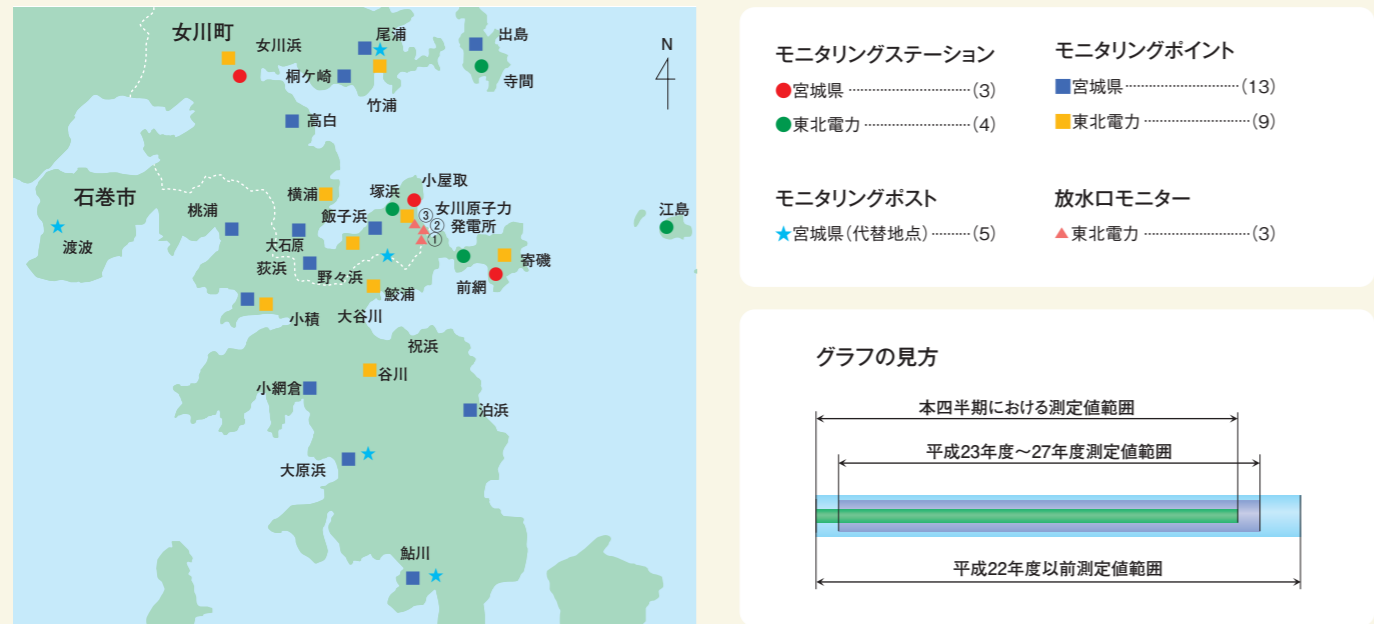 女川町
女川浜
尾浦
出島
N
桐ケ崎
寺間
竹浦
高白
石巻市
桃浦
横浦
塚浜
小屋取
飯子浜
③
女川原子力
②
発電所
①
江島
渡波
大石原
荻浜
野々浜
寄磯
前網
鮫浦
小積
大谷川
祝浜
谷川
小網倉
泊浜
大原浜
鮎川
モニタリングステーション
●宮城県 (3)
●東北電力 (4)
モニタリングポイント
■宮城県 (13)
■東北電力 (9)
モニタリングポスト
★宮城県(代替地点) (5)
放水口モニター
▲東北電力 (3)
グラフの見方
本四半期における測定値範囲
平成23年度～27年度測定値範囲
平成22年度以前測定値範囲